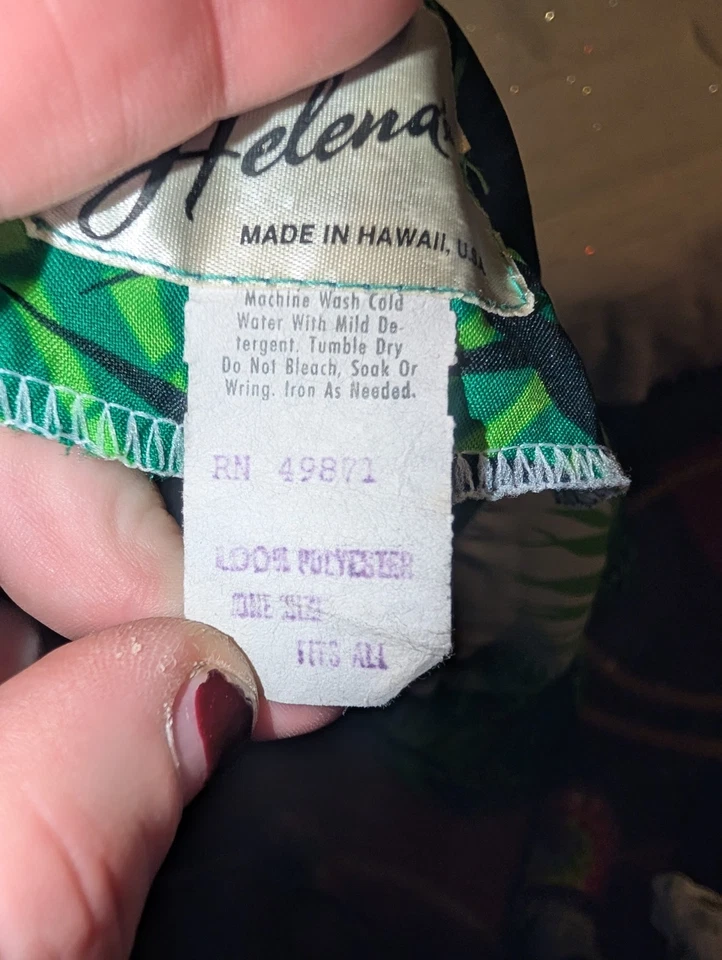 Helena
MADE IN HAWAII, U.S.A
Machine Wash Cold
Water With Mild De-
tergent. Tumble Dry
Do Not Bleach, Soak Or
Wring. Iron As Needed.
RN 49871
100% POLYESTER
ONE SIZE
FITS ALL